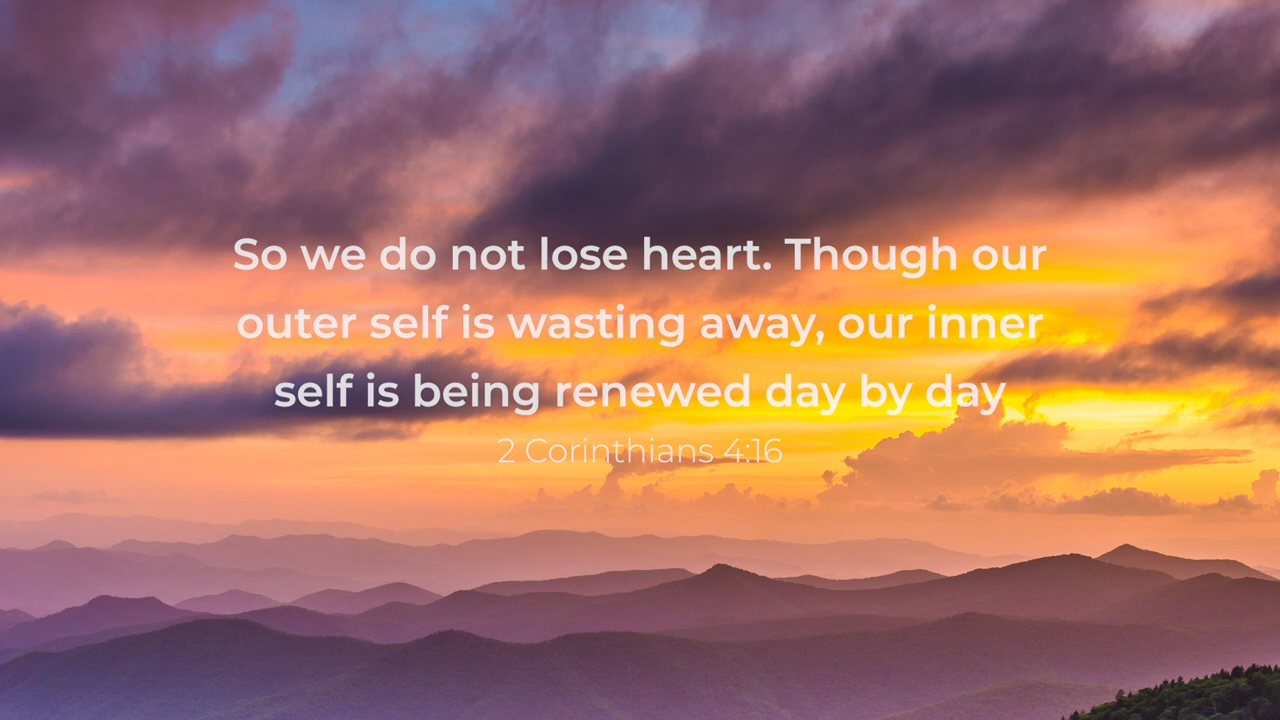 So we do not lose heart. Though our
outer self is wasting away, our inner
self is being renewed day by day
2 Corinthians 4:16